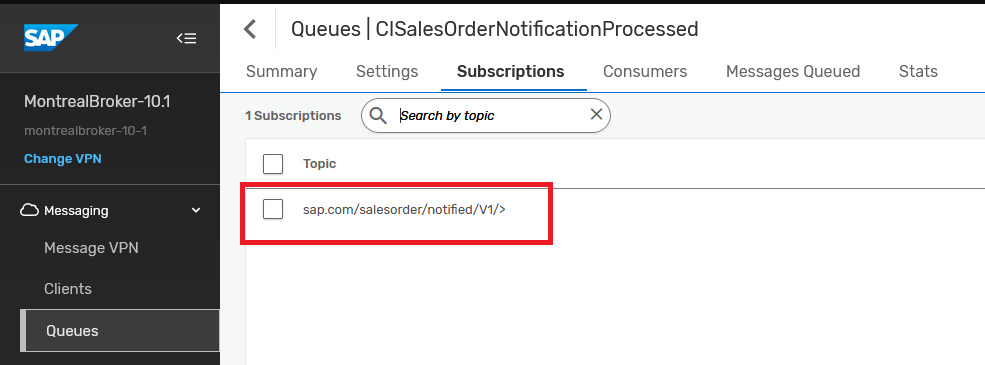 SAP
MontrealBroker-10.1
montrealbroker-10-1
Change VPN
Messaging
Message VPN
Clients
Queues
Queues | CISalesOrderNotificationProcessed
Summary Settings Subscriptions Consumers Messages Queued Stats
1 Subscriptions Search by topic
Topic
sap.com/salesorder/notified/V1/>